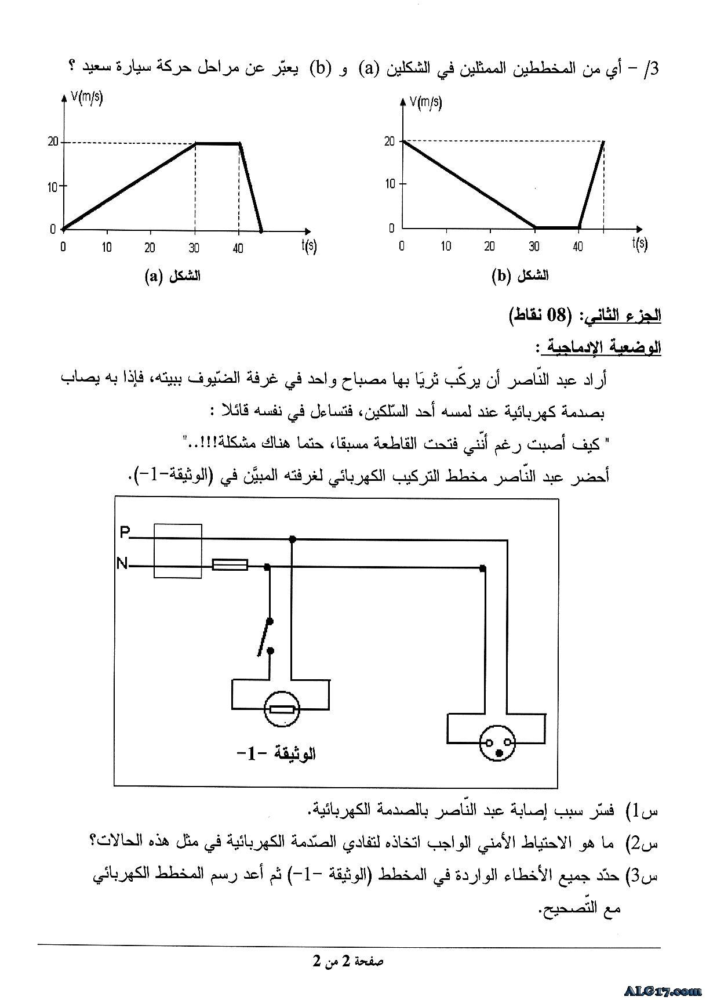 3/ - أي من المخططين الممثلين في الشكلين (a) و (b) يعبّر عن مراحل حركة سيارة سعيد ؟
V(m/s)
20
10
0
0 10 20 30 40 t(s)
الشكل (a)
V(m/s)
20
10
0
0 10 20 30 40 t(s)
الشكل (b)
الجزء الثاني: (08 نقاط)
الوضعية الإدماجية :
أراد عبد النّاصر أن يركّب ثريَا بها مصباح واحد في غرفة الضّيوف ببيته، فإذا به يصاب
بصدمة كهربائية عند لمسه أحد السّلكين، فتساءل في نفسه قائلا :
" كيف أصبت رغم أنّني فتحت القاطعة مسبقا، حتما هناك مشكلة!!!.."
أحضر عبد النّاصر مخطط التركيب الكهربائي لغرفته المبيَّن في (الوثيقة-1-).
P
N
الوثيقة -1-
س1) فسّر سبب إصابة عبد النّاصر بالصدمة الكهربائية.
س2) ما هو الاحتياط الأمني الواجب اتخاذه لتفادي الصّدمة الكهربائية في مثل هذه الحالات؟
س3) حدّد جميع الأخطاء الواردة في المخطط (الوثيقة -1-) ثم أعد رسم المخطط الكهربائي
مع التّصحيح.
صفحة 2 من 2
ALG17.com